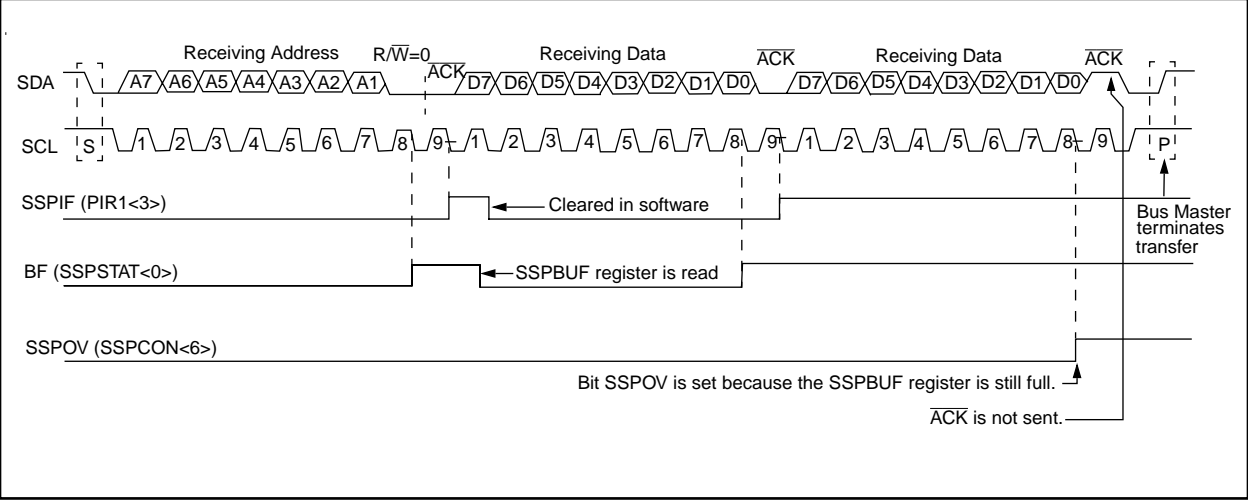 Receiving Address R/W=0 Receiving Data ACK Receiving Data ACK
ACK
SDA A7 A6 A5 A4 A3 A2 A1 D7 D6 D5 D4 D3 D2 D1 D0 D7 D6 D5 D4 D3 D2 D1 D0
SCL S 1 2 3 4 5 6 7 8 9 1 2 3 4 5 6 7 8 9 1 2 3 4 5 6 7 8 9 P
SSPIF (PIR1<3>) Cleared in software
Bus Master
terminates
transfer
BF (SSPSTAT<0>) SSPBUF register is read
SSPOV (SSPCON<6>)
Bit SSPOV is set because the SSPBUF register is still full.
ACK is not sent.